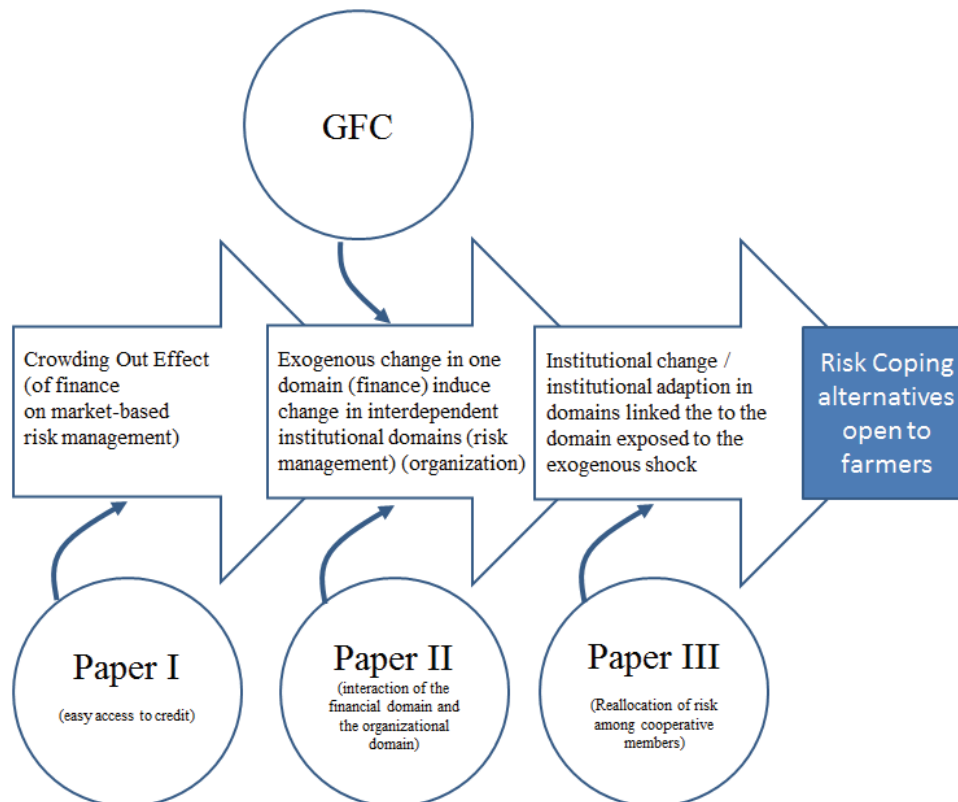 GFC
Crowding Out Effect
(of finance
on market-based
risk management)
Exogenous change in one
domain (finance) induce
change in interdependent
institutional domains (risk
management) (organization)
Institutional change /
institutional adaption in
domains linked the to the
domain exposed to the
exogenous shock
Risk Coping
alternatives
open to
farmers
Paper I
(easy access to credit)
Paper II
(interaction of the
financial domain and
the organizational
domain)
Paper III
(Reallocation of risk
among cooperative
members)